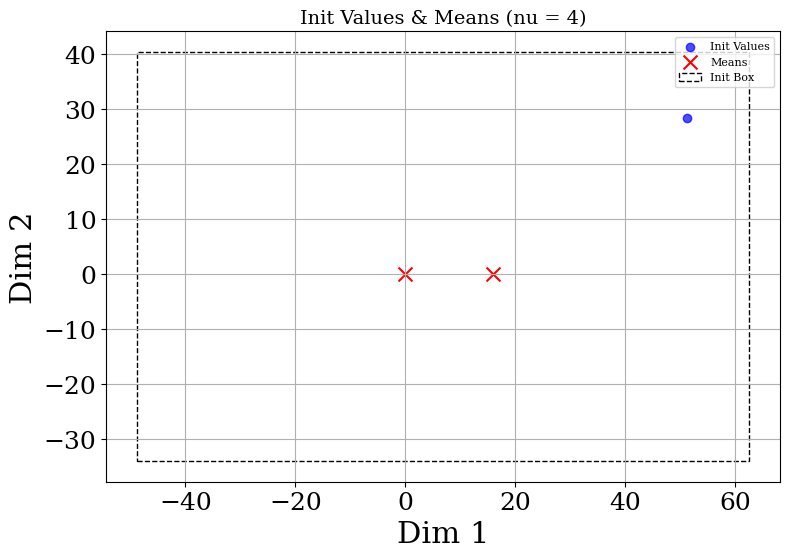 Init Values & Means (nu = 4)
Init Values
Means
Init Box
40
30
20
10
0
−10
−20
−30
Dim 2
−40
−20
0
20
40
60
Dim 1